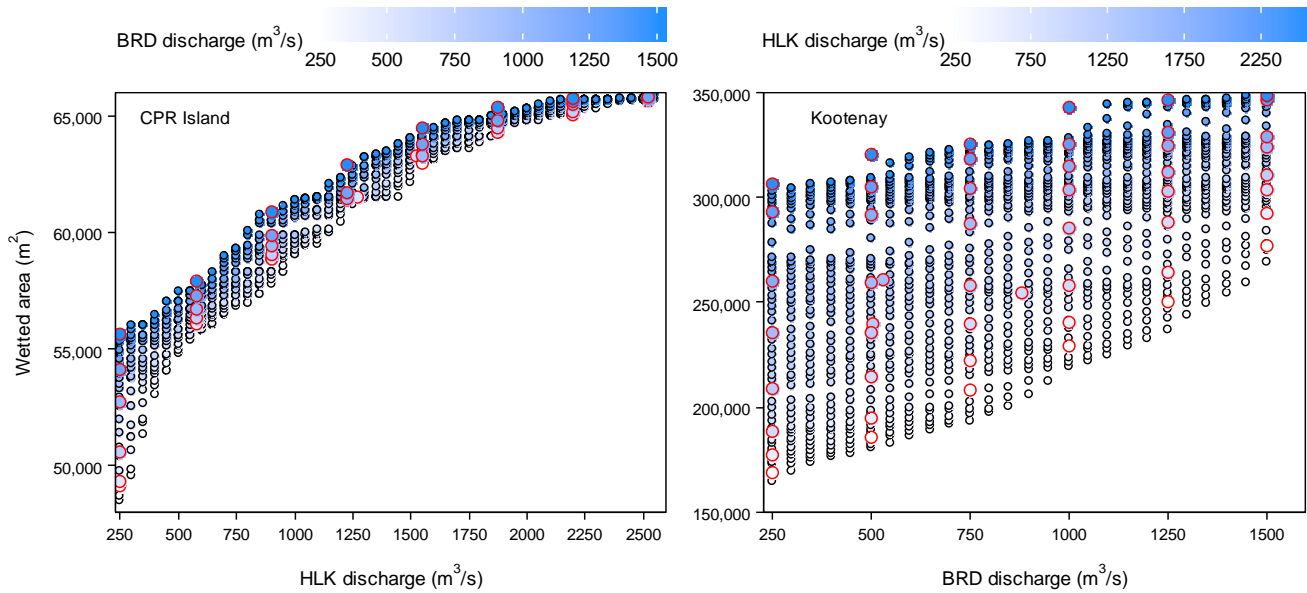 BRD discharge (m³/s)
250 500 750 1000 1250 1500
HLK discharge (m³/s)
250 750 1250 1750 2250
CPR Island
Wetted area (m²)
65,000
60,000
55,000
50,000
250 500 750 1000 1250 1500 1750 2000 2250 2500
HLK discharge (m³/s)
Kootenay
350,000
300,000
250,000
200,000
150,000
250 500 750 1000 1250 1500
BRD discharge (m³/s)